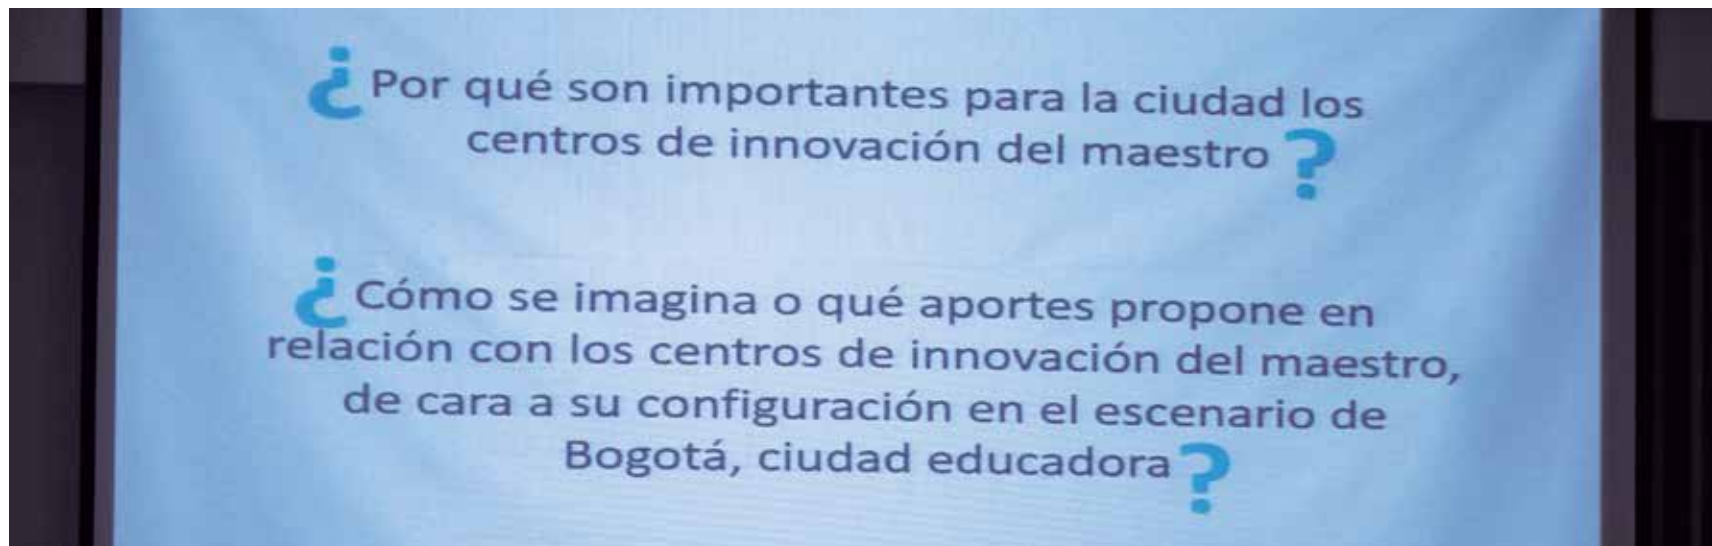 ¿Por qué son importantes para la ciudad los
centros de innovación del maestro?
¿Cómo se imagina o qué aportes propone en
relación con los centros de innovación del maestro,
de cara a su configuración en el escenario de
Bogotá, ciudad educadora?